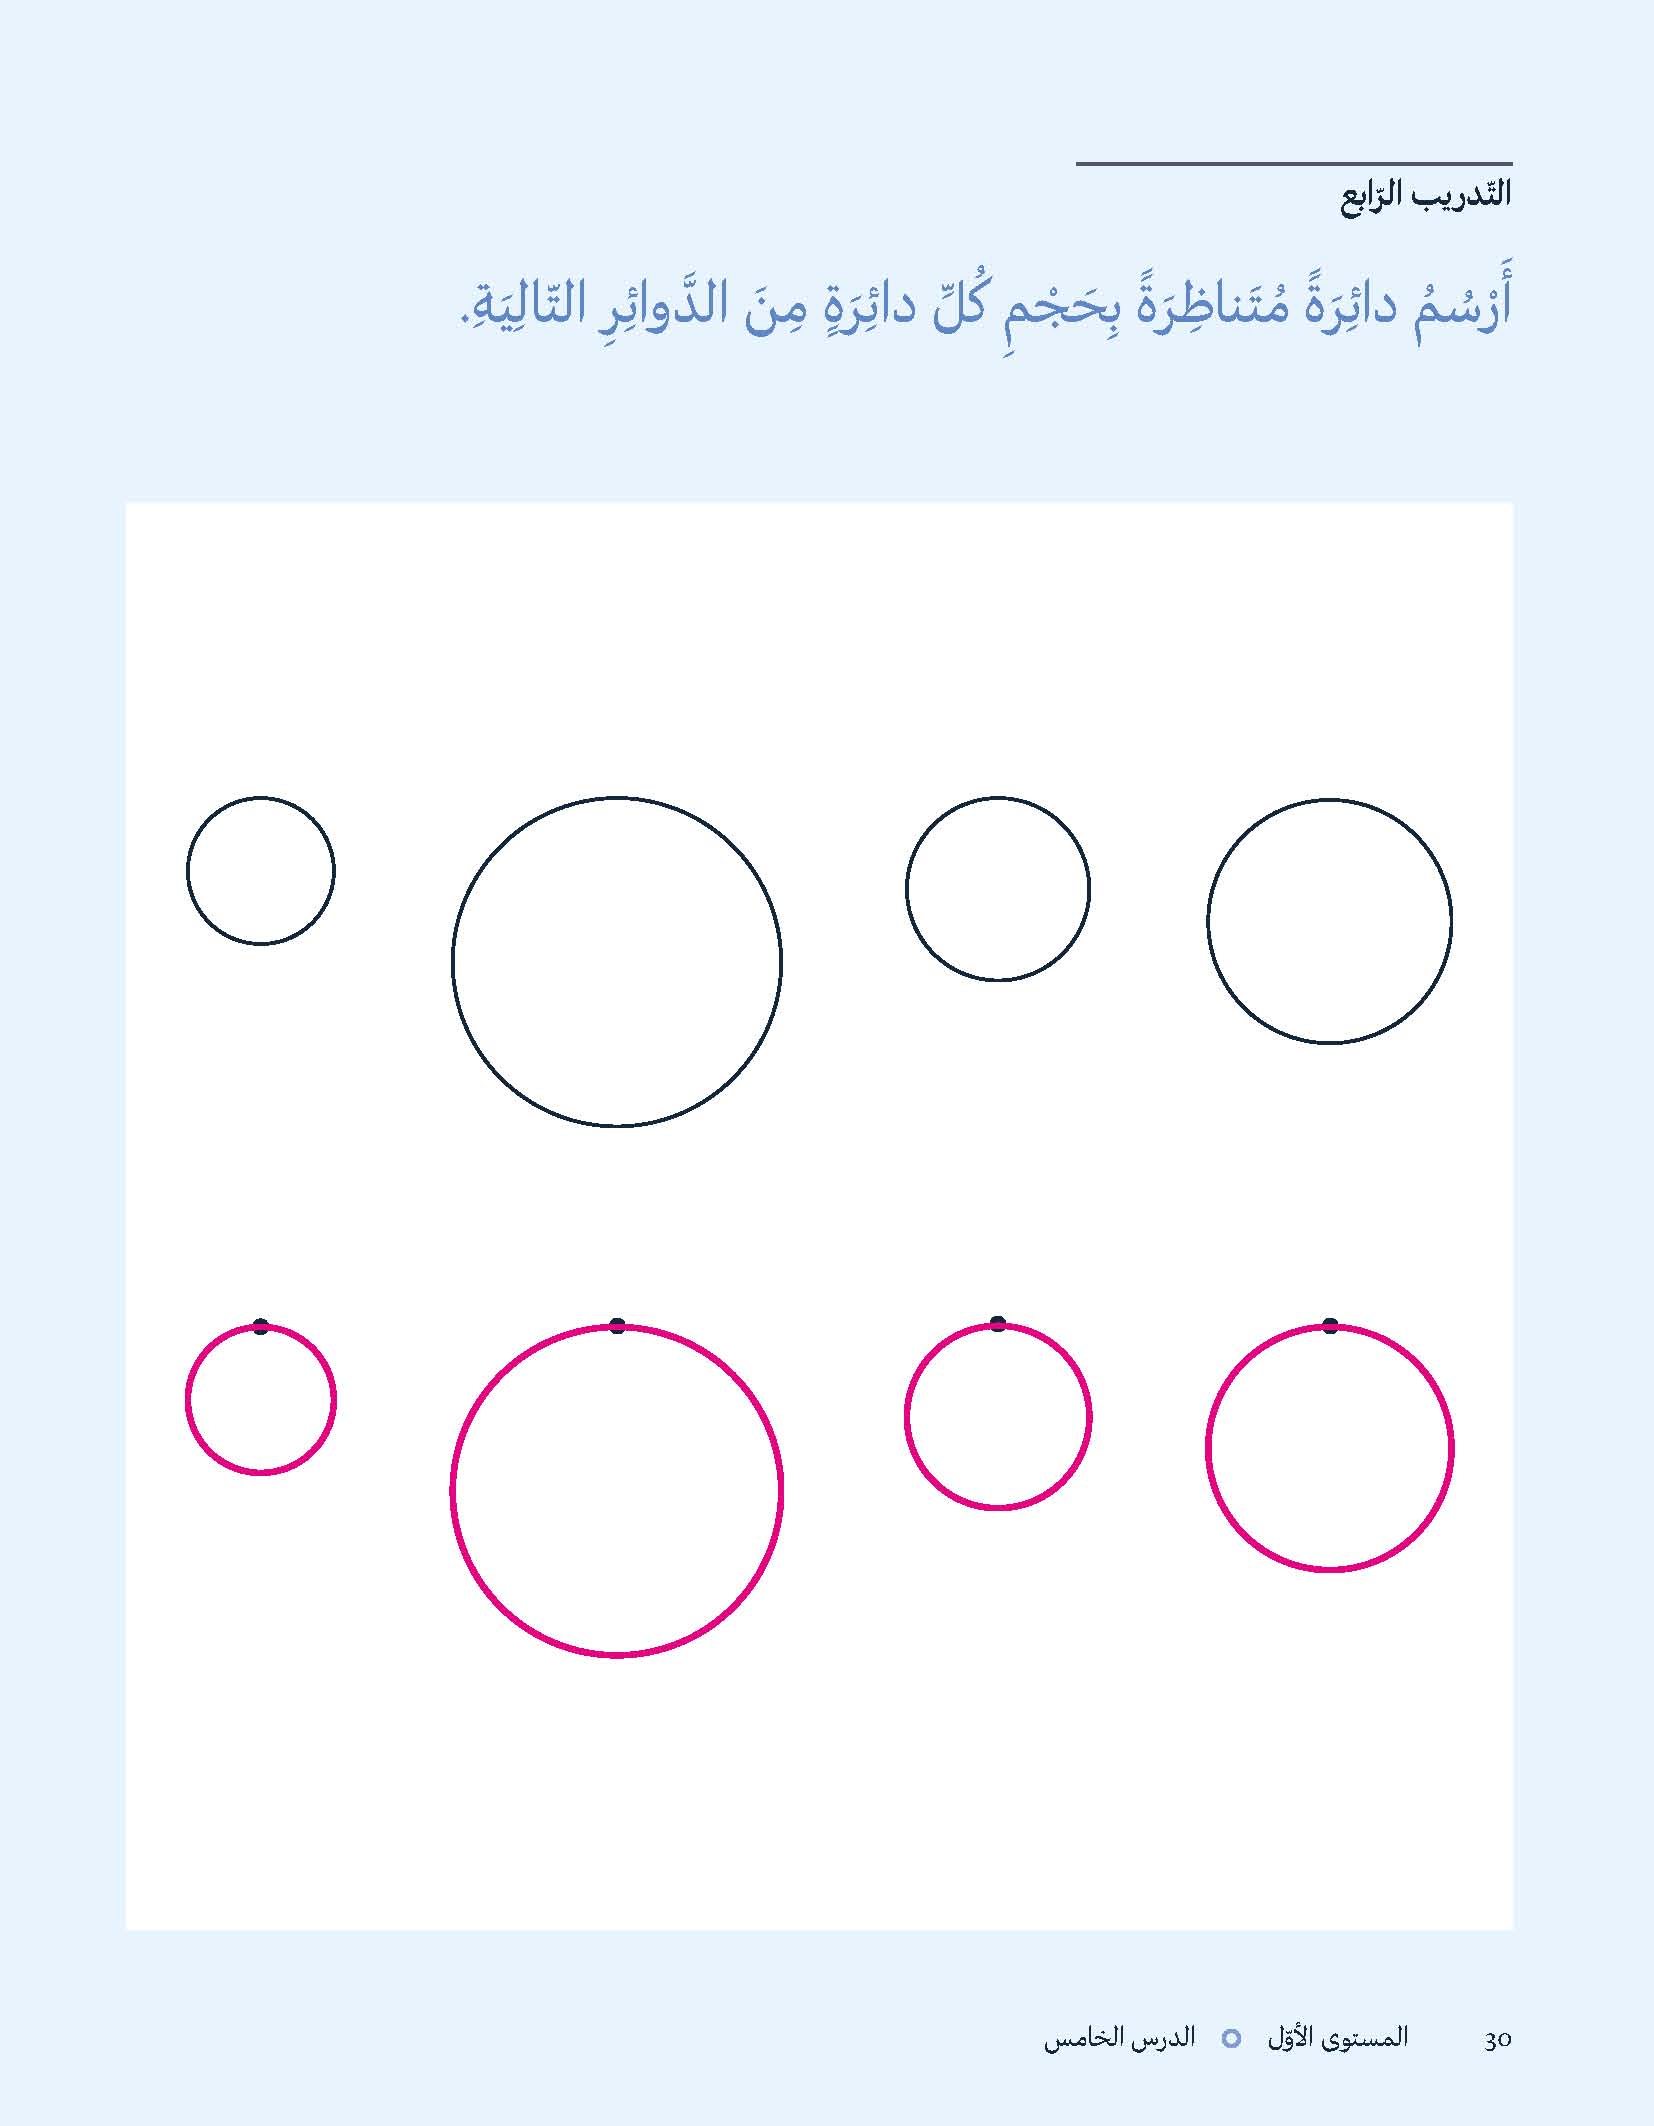 التّدريب الرّابع
أَرْسُمُ دائِرَةً مُتَناظِرَةً بِحَجْمِ كُلِّ دائِرَةٍ مِنَ الدَّوائِرِ التّالِيَةِ.
30 المستوى الأوّل الدرس الخامس